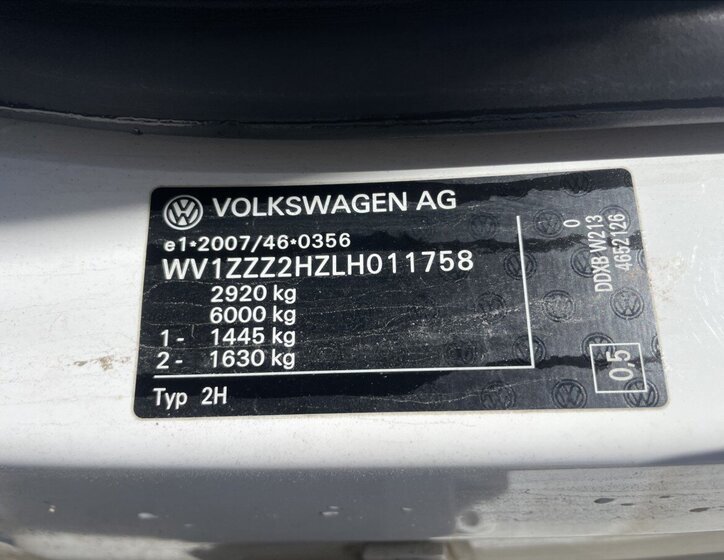 VOLKSWAGEN AG
e1*2007/46*0356
WV1ZZZ2HZLH011758
2920 kg
6000 kg
1- 1445 kg
2- 1630 kg
Typ 2H
0
DDXB W213
4652126
0,5